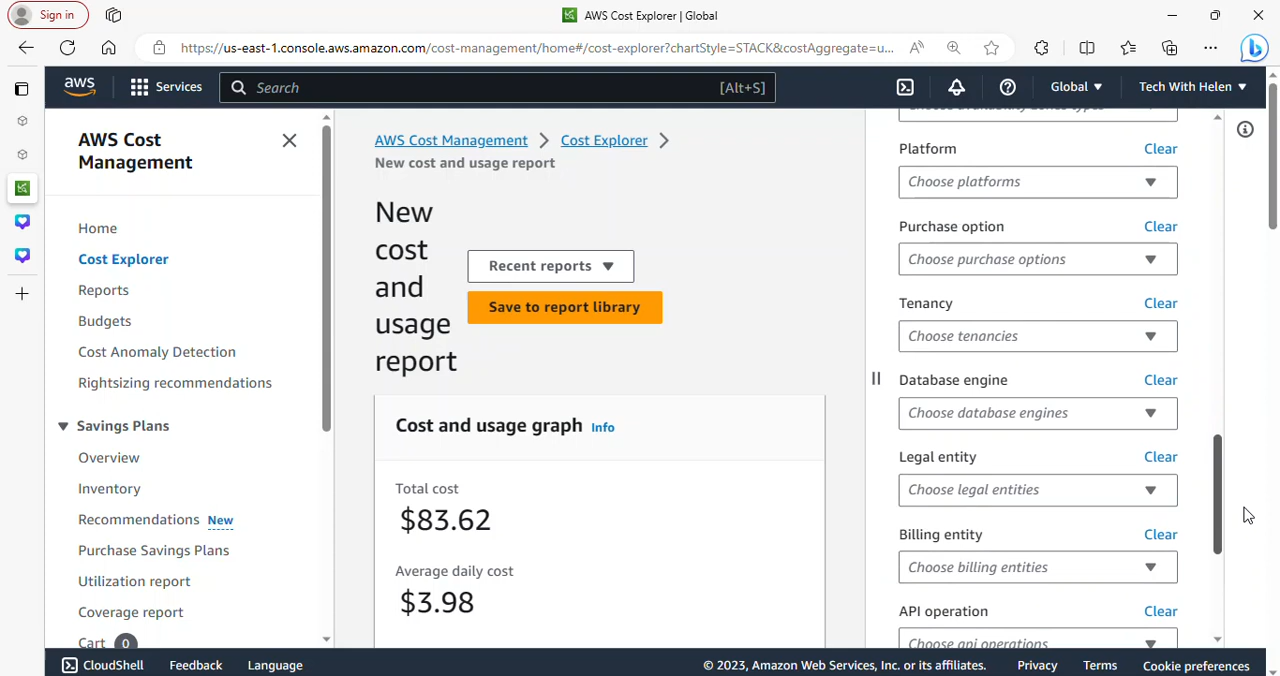 Sign in
AWS Cost Explorer | Global
https://us-east-1.console.aws.amazon.com/cost-management/home#/cost-explorer?chartStyle=STACK&costAggregate=u...
aws
Services
Search
[Alt+S]
Global
Tech With Helen
AWS Cost
Management
Home
Cost Explorer
Reports
Budgets
Cost Anomaly Detection
Rightsizing recommendations
Savings Plans
Overview
Inventory
Recommendations New
Purchase Savings Plans
Utilization report
Coverage report
Cart 0
AWS Cost Management
Cost Explorer
New cost and usage report
New
cost
and
usage
report
Recent reports
Save to report library
Cost and usage graph Info
Total cost
$83.62
Average daily cost
$3.98
Choose availability zones types
Platform Clear
Choose platforms
Purchase option Clear
Choose purchase options
Tenancy Clear
Choose tenancies
Database engine Clear
Choose database engines
Legal entity Clear
Choose legal entities
Billing entity Clear
Choose billing entities
API operation Clear
Choose api operations
CloudShell
Feedback
Language
© 2023, Amazon Web Services, Inc. or its affiliates.
Privacy
Terms
Cookie preferences